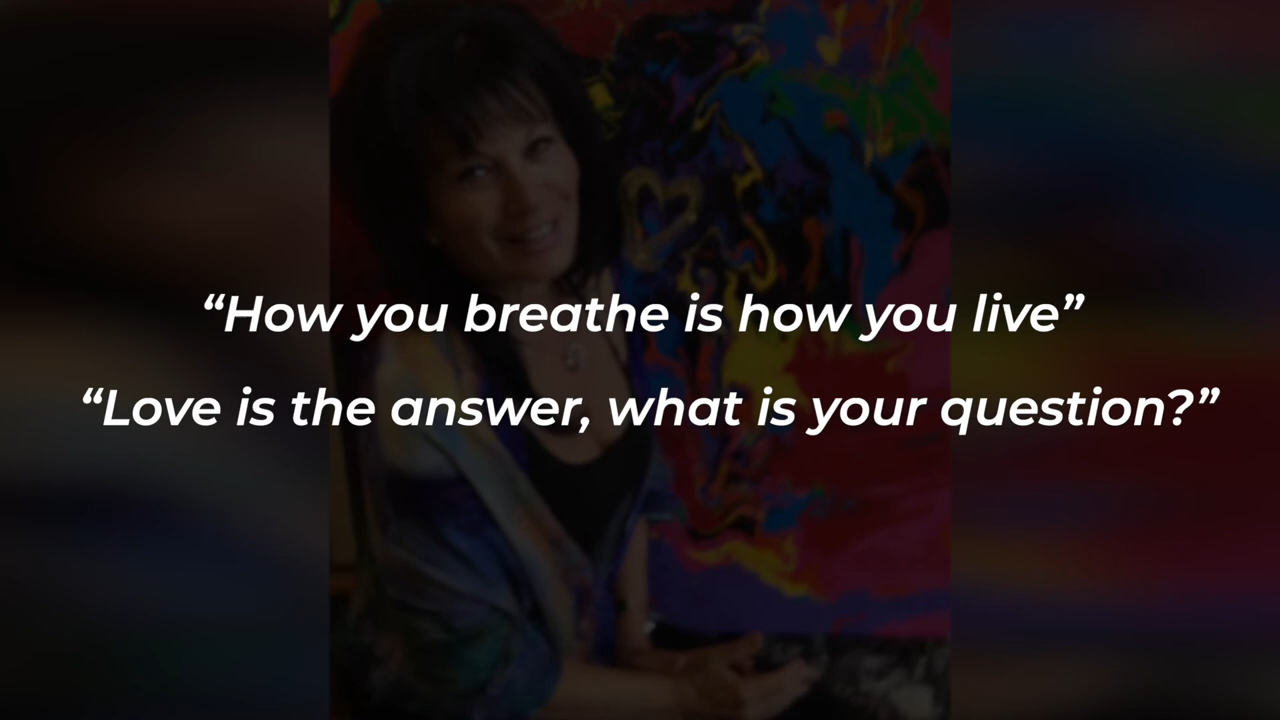 “How you breathe is how you live”
“Love is the answer, what is your question?”